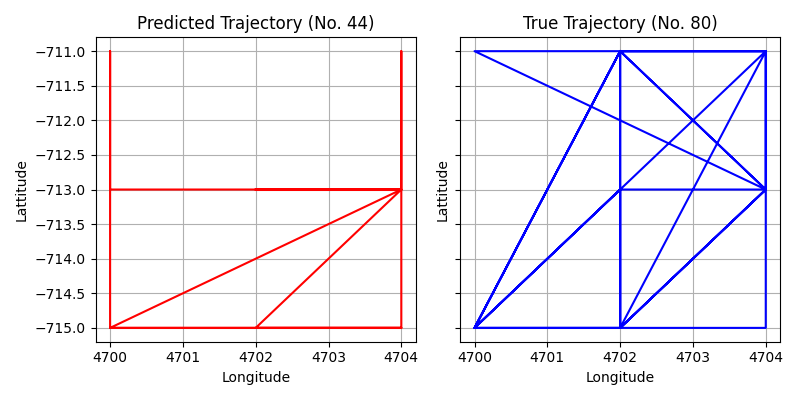 Predicted Trajectory (No. 44)
True Trajectory (No. 80)
−711.0
−711.5
−712.0
−712.5
−713.0
−713.5
−714.0
−714.5
−715.0
Lattitude
Lattitude
4700 4701 4702 4703 4704
4700 4701 4702 4703 4704
Longitude
Longitude